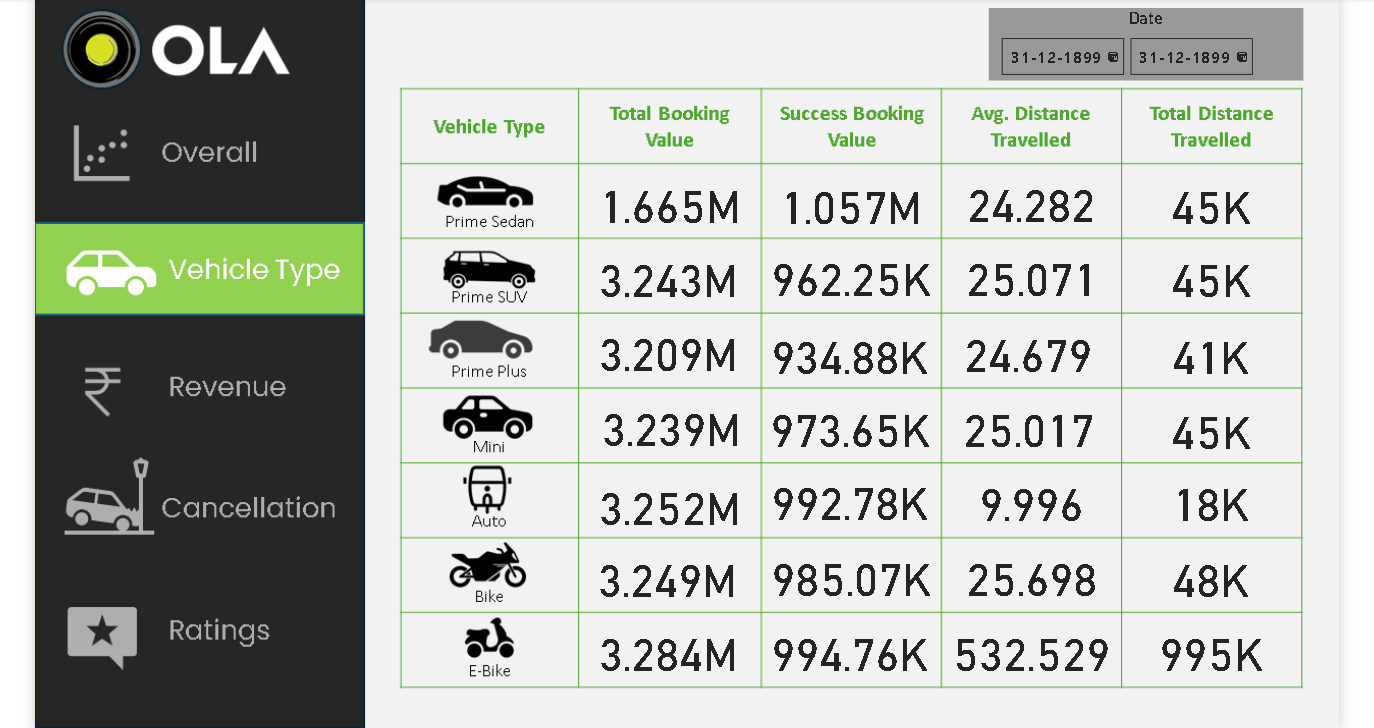 OLA
Overall
Vehicle Type
Revenue
Cancellation
Ratings
Date
31-12-1899 31-12-1899
Vehicle Type Total Booking Value Success Booking Value Avg. Distance Travelled Total Distance Travelled
Prime Sedan 1.665M 1.057M 24.282 45K
Prime SUV 3.243M 962.25K 25.071 45K
Prime Plus 3.209M 934.88K 24.679 41K
Mini 3.239M 973.65K 25.017 45K
Auto 3.252M 992.78K 9.996 18K
Bike 3.249M 985.07K 25.698 48K
E-Bike 3.284M 994.76K 532.529 995K